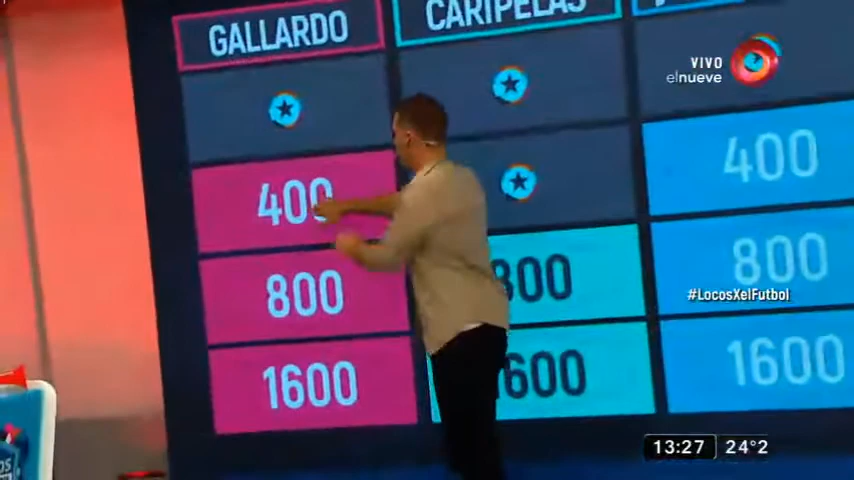 GALLARDO
CARIPELAS
VIVO
elnueve
400
400
800
800
800
#LocosXelFutbol
1600
1600
1600
13:27 24°2